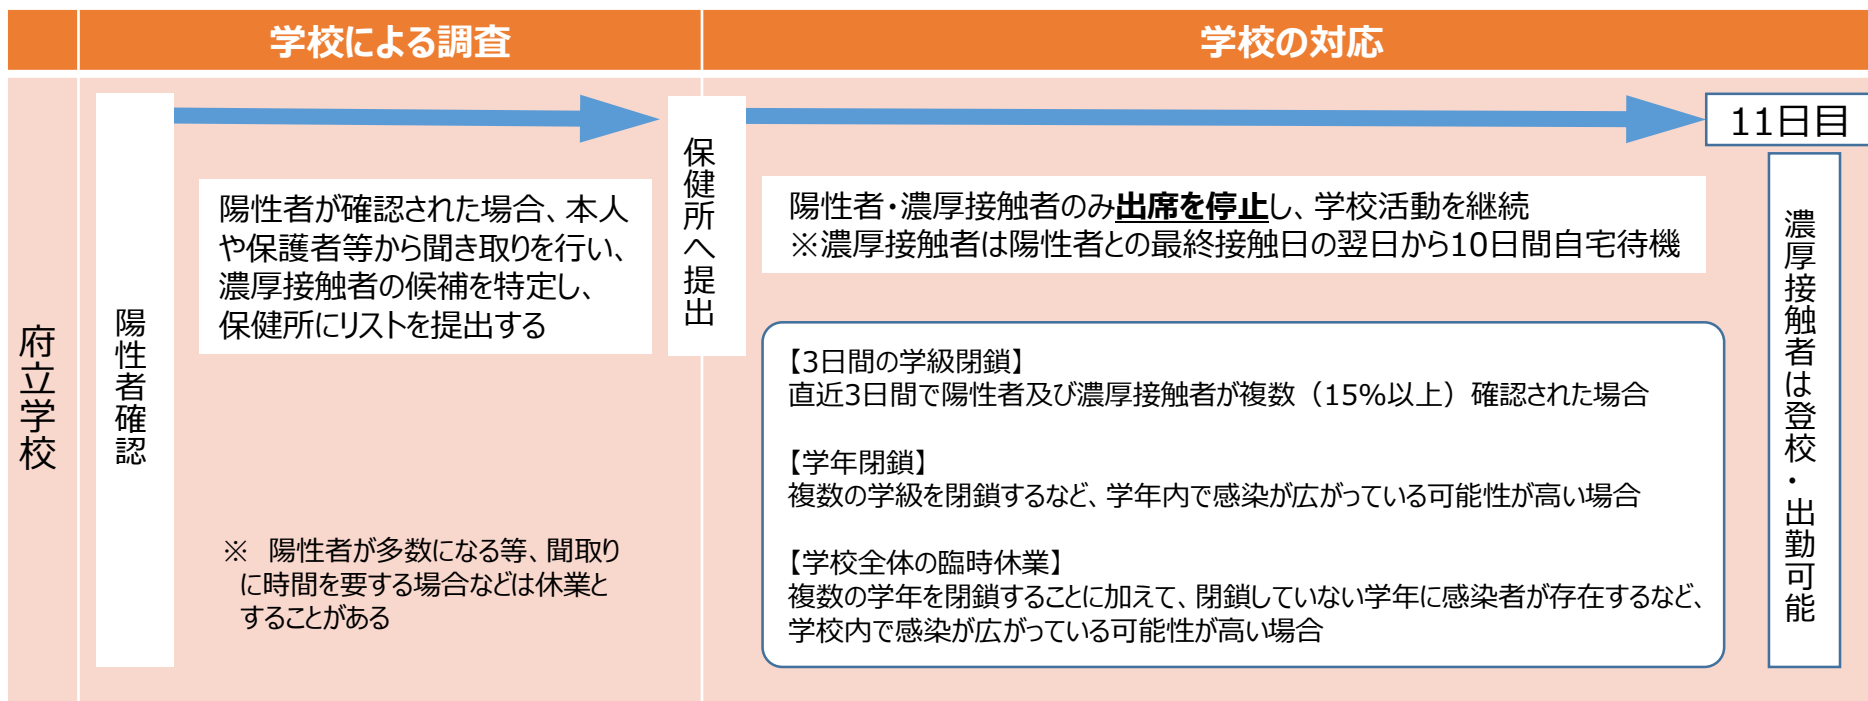 学校による調査
学校の対応
府立学校
陽性者確認
陽性者が確認された場合、本人
や保護者等から聞き取りを行い、
濃厚接触者の候補を特定し、
保健所にリストを提出する
※ 陽性者が多数になる等、聞取り
に時間を要する場合などは休業と
することがある
保健所へ提出
陽性者・濃厚接触者のみ出席を停止し、学校活動を継続
※濃厚接触者は陽性者との最終接触日の翌日から10日間自宅待機
【3日間の学級閉鎖】
直近3日間で陽性者及び濃厚接触者が複数（15%以上）確認された場合
【学年閉鎖】
複数の学級を閉鎖するなど、学年内で感染が広がっている可能性が高い場合
【学校全体の臨時休業】
複数の学年を閉鎖することに加えて、閉鎖していない学年に感染者が存在するなど、
学校内で感染が広がっている可能性が高い場合
11日目
濃厚接触者は登校・出勤可能